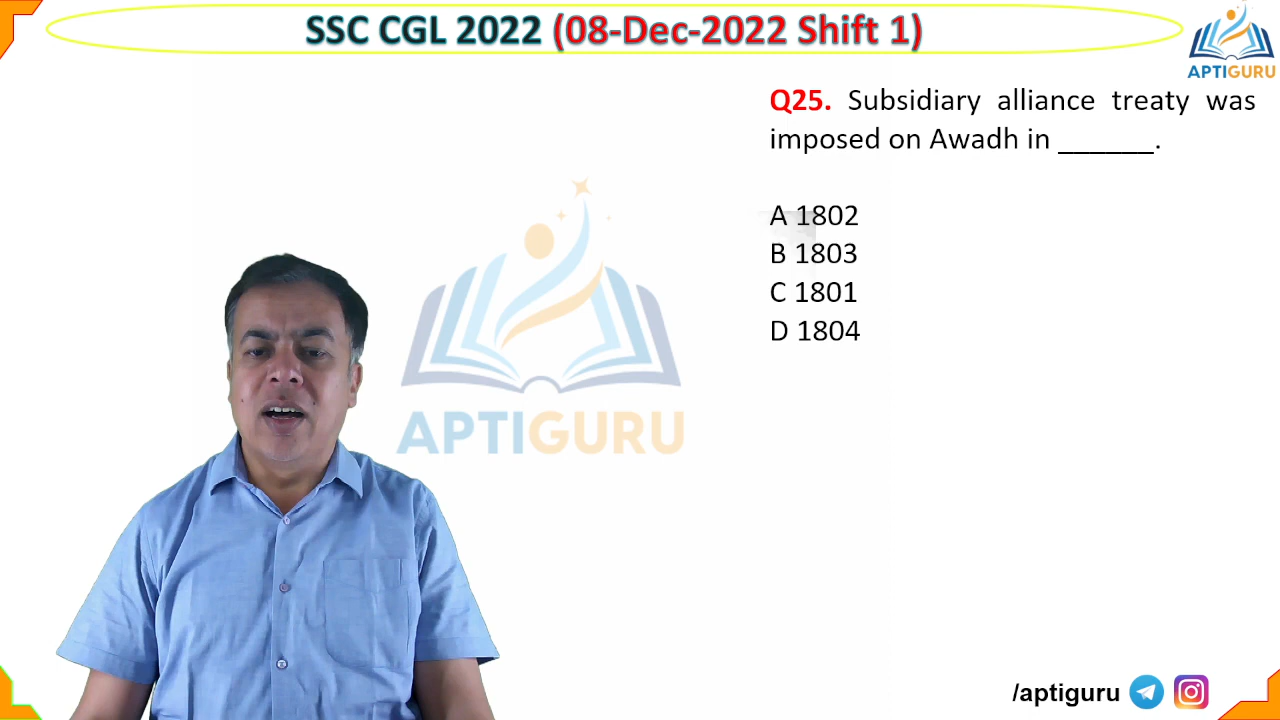 SSC CGL 2022 (08-Dec-2022 Shift 1)
APTIGURU
Q25. Subsidiary alliance treaty was
imposed on Awadh in ______.
A 1802
B 1803
C 1801
D 1804
APTIGURU
/aptiguru